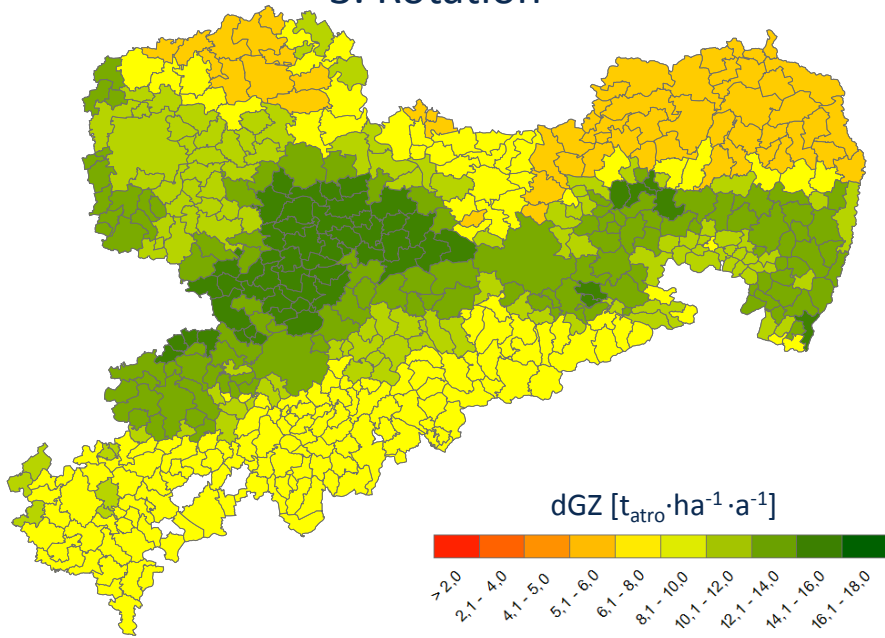 dGZ [t_atro·ha⁻¹·a⁻¹]
> 2,0
2,1 - 4,0
4,1 - 5,0
5,1 - 6,0
6,1 - 8,0
8,1 - 10,0
10,1 - 12,0
12,1 - 14,0
14,1 - 16,0
16,1 - 18,0